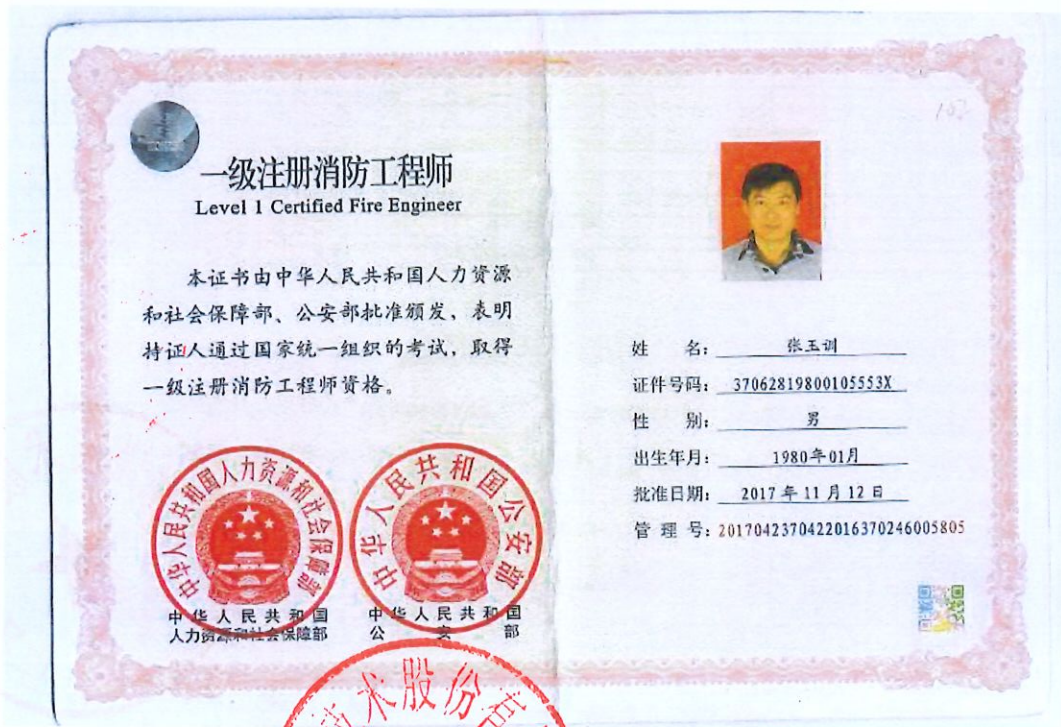 一级注册消防工程师
Level 1 Certified Fire Engineer
本证书由中华人民共和国人力资源
和社会保障部、公安部批准颁发，表明
持证人通过国家统一组织的考试，取得
一级注册消防工程师资格。
中华人民共和国人力资源和社会保障部
中华人民共和国公安部
中华人民共和国
人力资源和社会保障部
中华人民共和国
公安部
术股份有
姓 名： 张玉训
证件号码： 37062819800105553X
性 别： 男
出生年月： 1980年01月
批准日期： 2017年11月12日
管 理 号： 2017042370422016370246005805